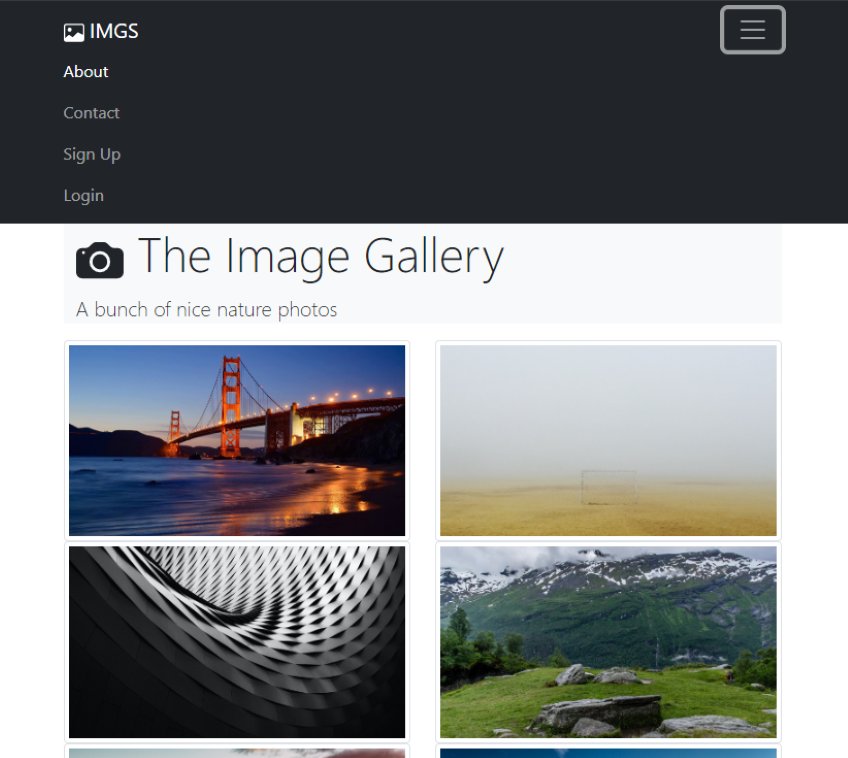 IMGS
About
Contact
Sign Up
Login
The Image Gallery
A bunch of nice nature photos